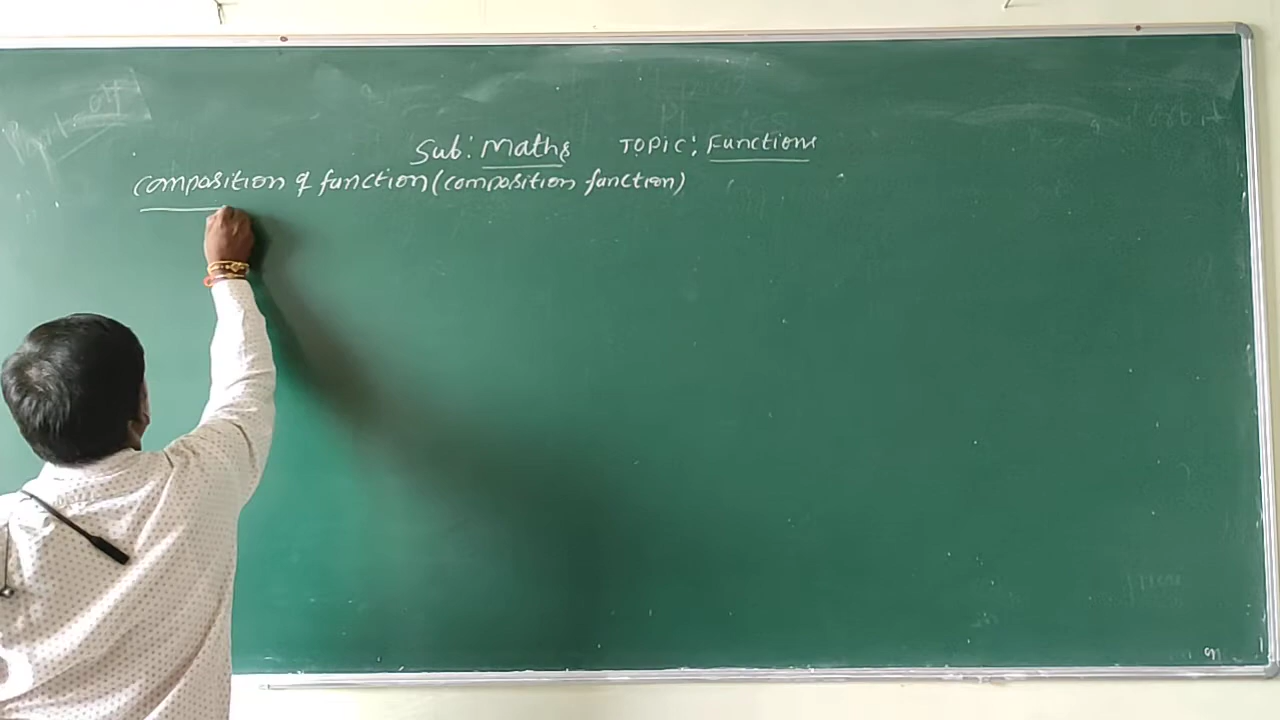 Sub: Maths TOPIC: Functions
composition of function (composition function)